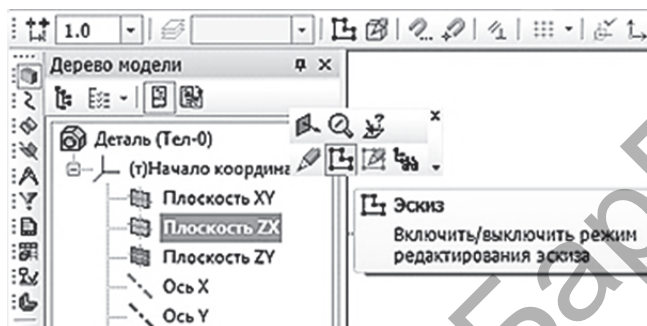 1.0
Дерево модели
Деталь (Тел-0)
(т)Начало координа
Плоскость XY
Плоскость ZX
Плоскость ZY
Ось X
Ось Y
Эскиз
Включить/выключить режим
редактирования эскиза
БарГ